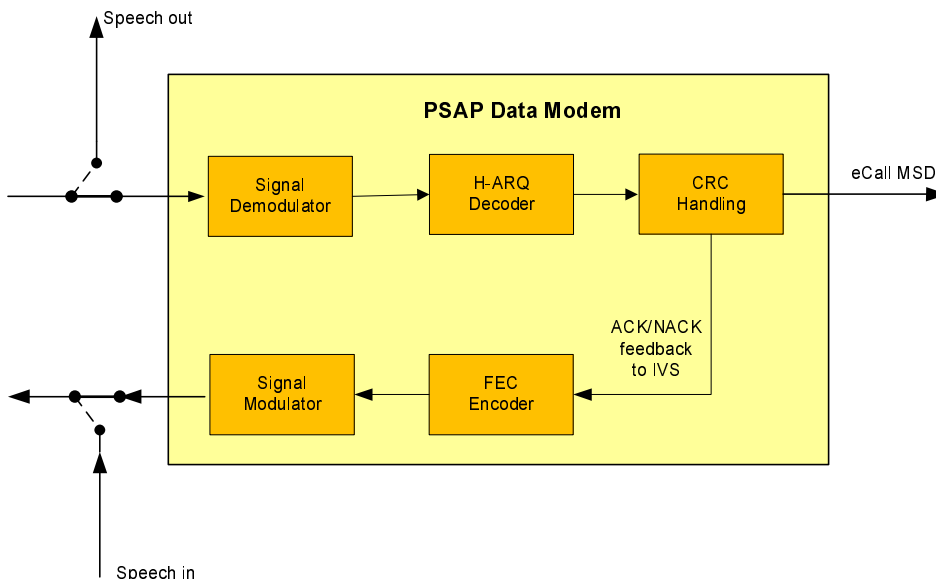 Speech out
PSAP Data Modem
Signal
Demodulator
H-ARQ
Decoder
CRC
Handling
eCall MSD
ACK/NACK
feedback
to IVS
Signal
Modulator
FEC
Encoder
Speech in